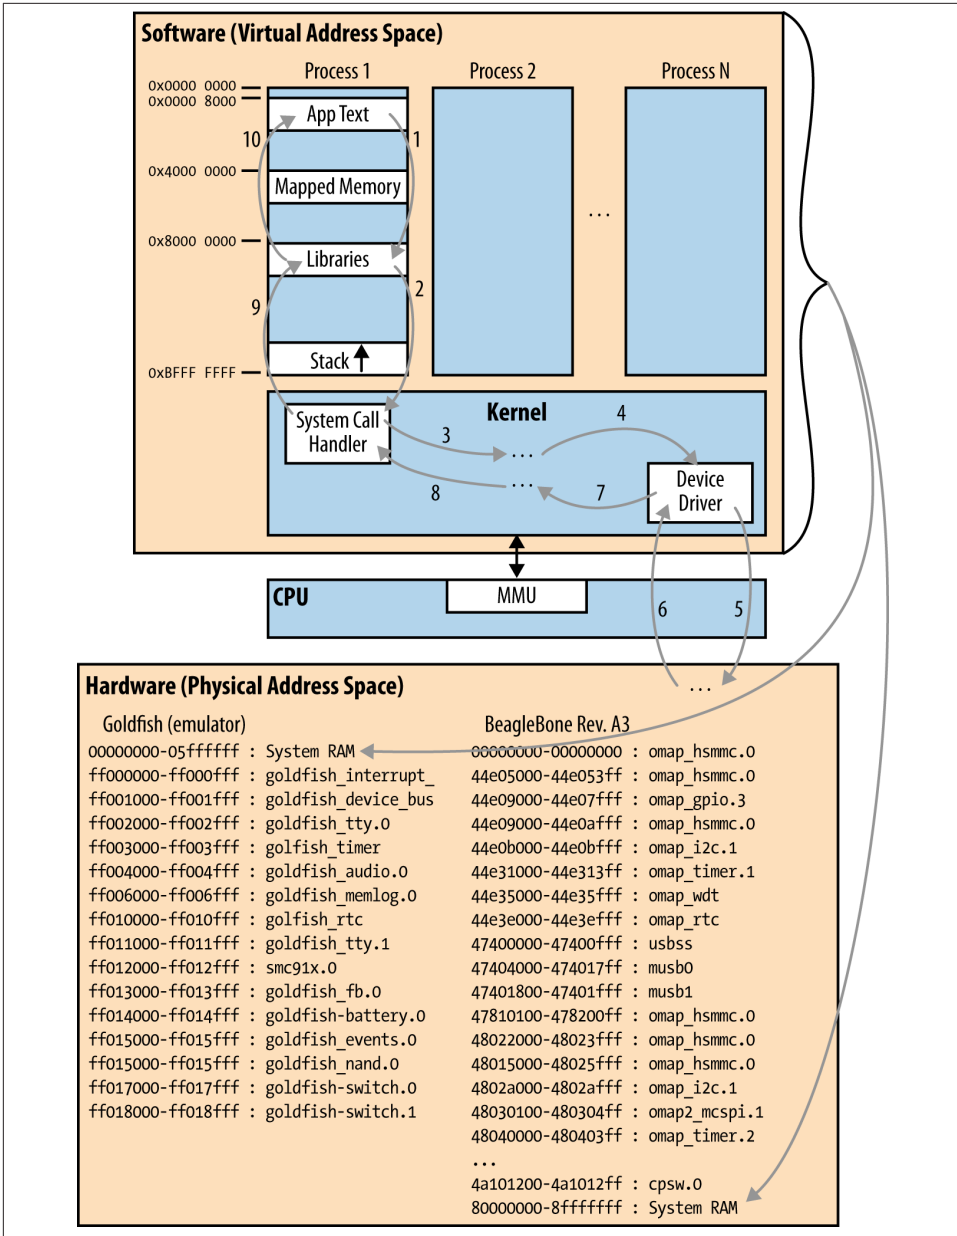 Software (Virtual Address Space)
Process 1
Process 2
Process N
0x0000 0000
0x0000 8000
App Text
10
1
0x4000 0000
Mapped Memory
...
0x8000 0000
Libraries
2
9
Stack
0xBFFF FFFF
Kernel
System Call
Handler
3
4
...
...
8
7
Device
Driver
CPU
MMU
6
5
Hardware (Physical Address Space)
...
Goldfish (emulator)
00000000-05ffffff : System RAM
ff000000-ff000fff : goldfish_interrupt_
ff001000-ff001fff : goldfish_device_bus
ff002000-ff002fff : goldfish_tty.0
ff003000-ff003fff : golfish_timer
ff004000-ff004fff : goldfish_audio.0
ff006000-ff006fff : goldfish_memlog.0
ff010000-ff010fff : golfish_rtc
ff011000-ff011fff : goldfish_tty.1
ff012000-ff012fff : smc91x.0
ff013000-ff013fff : goldfish_fb.0
ff014000-ff014fff : goldfish-battery.0
ff015000-ff015fff : goldfish_events.0
ff015000-ff015fff : goldfish_nand.0
ff017000-ff017fff : goldfish-switch.0
ff018000-ff018fff : goldfish-switch.1
BeagleBone Rev. A3
00000000-00000000 : omap_hsmmc.0
44e05000-44e053ff : omap_hsmmc.0
44e09000-44e07fff : omap_gpio.3
44e09000-44e0afff : omap_hsmmc.0
44e0b000-44e0bfff : omap_i2c.1
44e31000-44e313ff : omap_timer.1
44e35000-44e35fff : omap_wdt
44e3e000-44e3efff : omap_rtc
47400000-47400fff : usbss
47404000-474017ff : musb0
47401800-47401fff : musb1
47810100-478200ff : omap_hsmmc.0
48022000-48023fff : omap_hsmmc.0
48015000-48025fff : omap_hsmmc.0
4802a000-4802afff : omap_i2c.1
48030100-480304ff : omap2_mcspi.1
48040000-480403ff : omap_timer.2
...
4a101200-4a1012ff : cpsw.0
80000000-8fffffff : System RAM